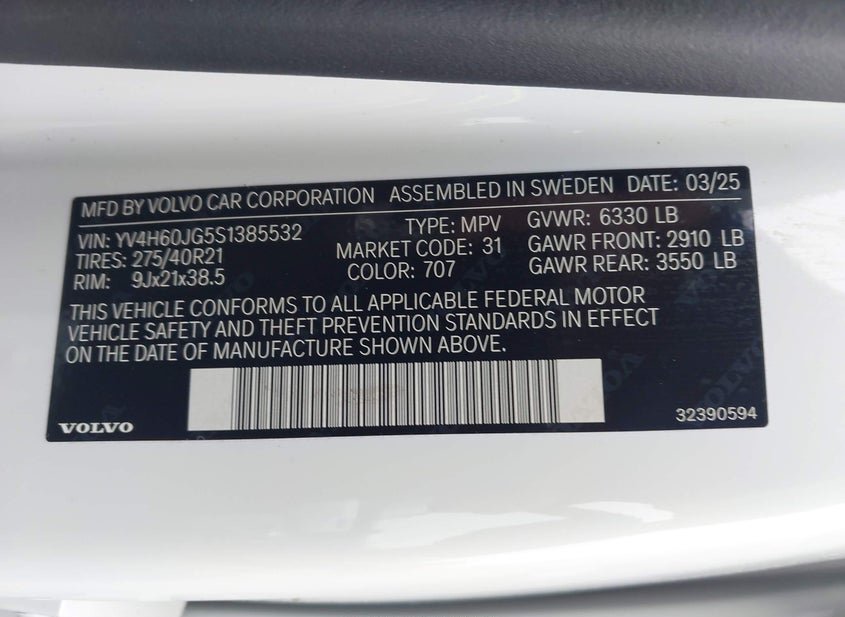 MFD BY VOLVO CAR CORPORATION ASSEMBLED IN SWEDEN DATE: 03/25
VIN: YV4H60JG5S1385532 TYPE: MPV GVWR: 6330 LB
TIRES: 275/40R21 MARKET CODE: 31 GAWR FRONT: 2910 LB
RIM: 9Jx21x38.5 COLOR: 707 GAWR REAR: 3550 LB
THIS VEHICLE CONFORMS TO ALL APPLICABLE FEDERAL MOTOR
VEHICLE SAFETY AND THEFT PREVENTION STANDARDS IN EFFECT
ON THE DATE OF MANUFACTURE SHOWN ABOVE.
VOLVO 32390594